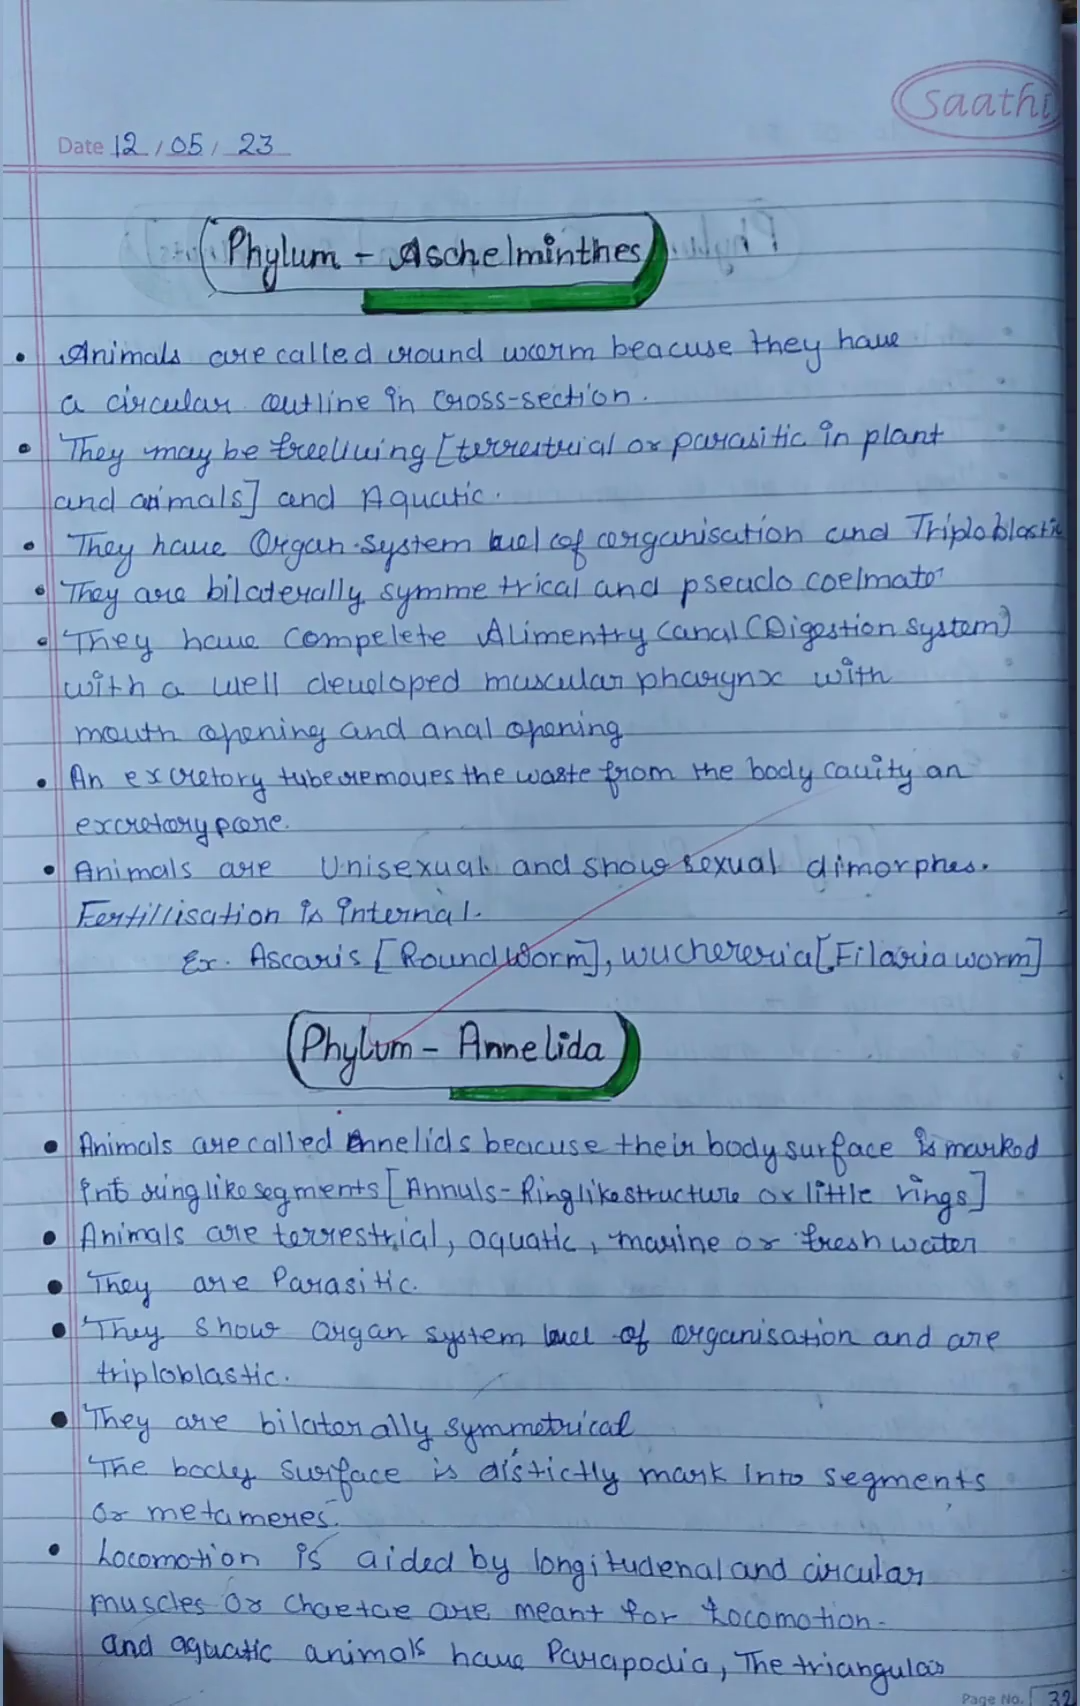 Saathi
Date 12 / 05 / 23
Phylum - Aschelminthes
• Animals are called round worm beacuse they have
a circular outline in cross-section.
• They may be freeliving [terrestrial or parasitic in plant
and animals] and Aquatic.
• They have Organ-System level of organisation and Triploblastic
• They are bilaterally symmetrical and pseudo coelmator
• They have Compelete Alimentry Canal (Digestion System)
with a well developed muscular pharynx with
mouth opening and anal opening
• An excretory tube removes the waste from the body cavity an
excretory pore.
• Animals are Unisexual and show sexual dimorphes.
Fertillisation is internal.
Ex. Ascaris [Round Worm], wuchereria [Filaria worm]
Phylum - Annelida
• Animals are called Annelids beacuse their body surface is marked
into ring like segments [Annuls - Ring like structure or little rings]
• Animals are terrestrial, aquatic, marine or fresh water
• They are Parasitic.
• They show organ system level of organisation and are
triploblastic.
• They are bilaterally symmetrical
The body surface is distictly mark into segments
or metameres.
• Locomotion is aided by longitudenal and circular
muscles or Chaetae are meant for locomotion.
and aquatic animals have Parapodia, The triangular
Page No. 32